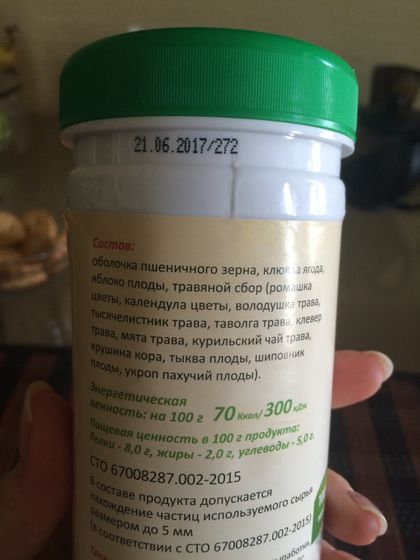 21.06.2017/272
Состав:
оболочка пшеничного зерна, клюква ягода,
яблоко плоды, травяной сбор (ромашка
цветы, календула цветы, володушка трава,
тысячелистник трава, таволга трава, клевер
трава, мята трава, курильский чай трава,
крушина кора, тыква плоды, шиповник
плоды, укроп пахучий плоды).
Энергетическая
ценность: на 100 г 70 Ккал/ 300 кДж
Пищевая ценность в 100 г продукта:
белки - 8,0 г, жиры - 2,0 г, углеводы - 5,0 г.
СТО 67008287.002-2015
В составе продукта допускается
нахождение частиц используемого сырья
размером до 5 мм
(в соответствии с СТО 67008287.002-2015)